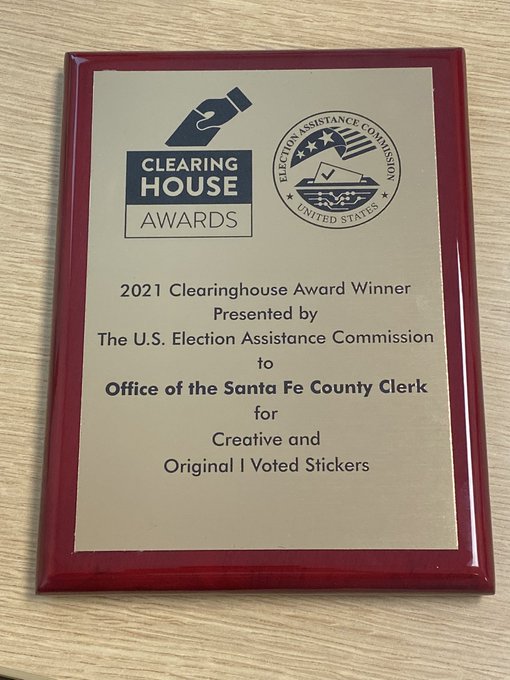 CLEARING
HOUSE
AWARDS
ELECTION ASSISTANCE COMMISSION
UNITED STATES
2021 Clearinghouse Award Winner
Presented by
The U.S. Election Assistance Commission
to
Office of the Santa Fe County Clerk
for
Creative and
Original I Voted Stickers